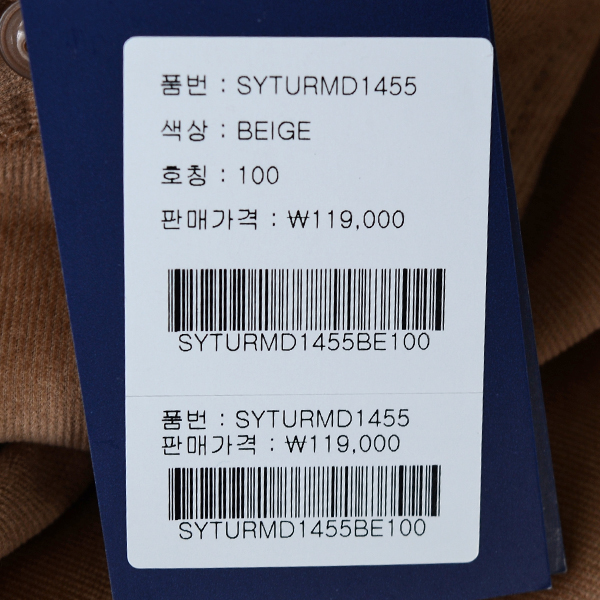 품번 : SYTURMD1455
색상 : BEIGE
호칭 : 100
판매가격 : ₩119,000
SYTURMD1455BE100
품번 : SYTURMD1455
판매가격 : ₩119,000
SYTURMD1455BE100